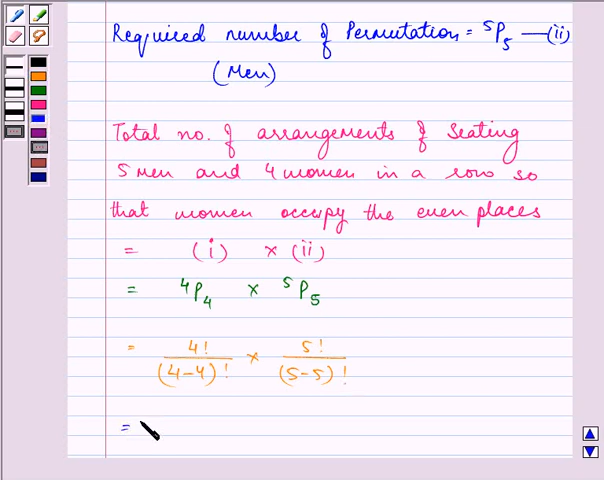 Required number of Permutation = ⁵P₅ —(ii)
(Men)
Total no. of arrangements of seating
5 Men and 4 women in a row so
that women occupy the even places
= (i) × (ii)
= ⁴P₄ × ⁵P₅
= 4!/(4-4)! × 5!/(5-5)!
=